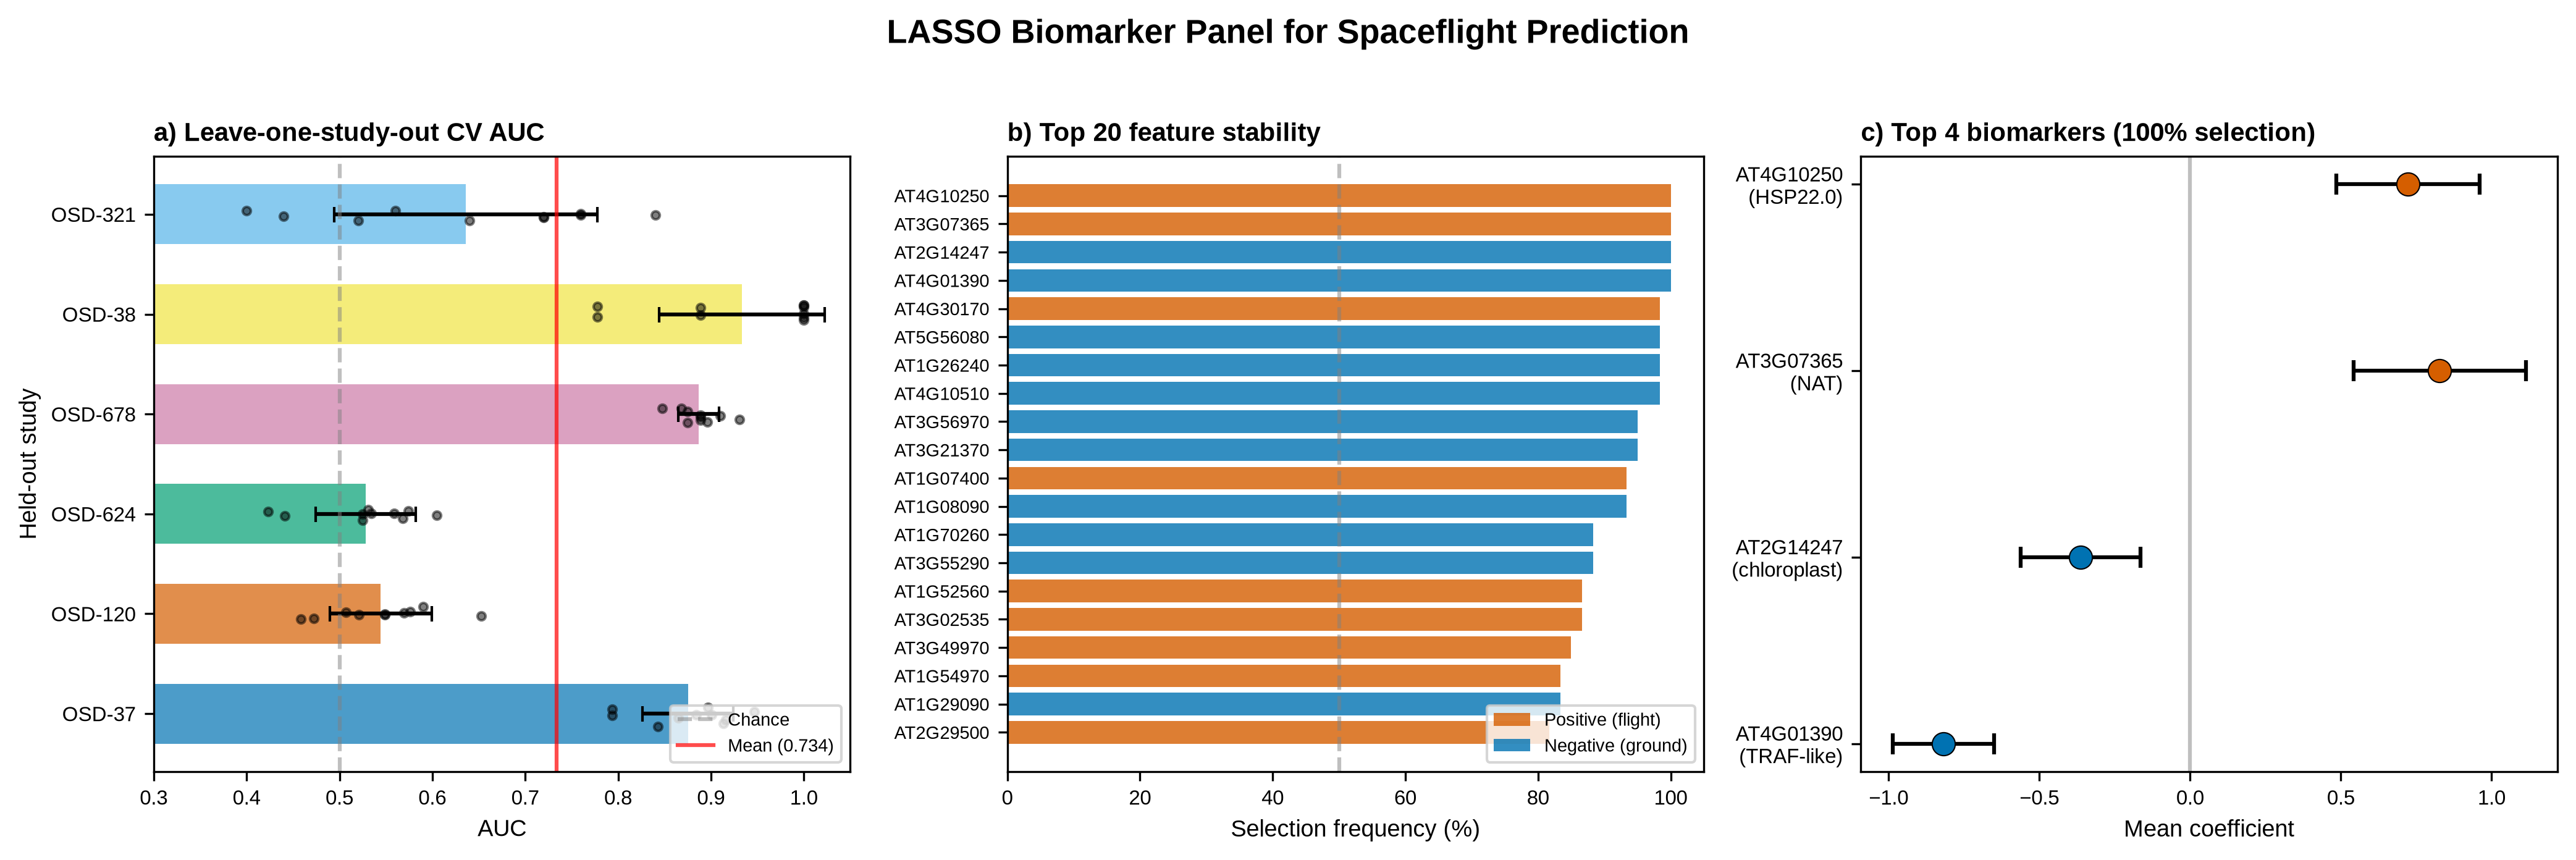 LASSO Biomarker Panel for Spaceflight Prediction
a) Leave-one-study-out CV AUC
Held-out study
OSD-321
OSD-38
OSD-678
OSD-624
OSD-120
OSD-37
Chance
Mean (0.734)
0.3 0.4 0.5 0.6 0.7 0.8 0.9 1.0
AUC
b) Top 20 feature stability
AT4G10250
AT3G07365
AT2G14247
AT4G01390
AT4G30170
AT5G56080
AT1G26240
AT4G10510
AT3G56970
AT3G21370
AT1G07400
AT1G08090
AT1G70260
AT3G55290
AT1G52560
AT3G02535
AT3G49970
AT1G54970
AT1G29090
AT2G29500
Positive (flight)
Negative (ground)
0 20 40 60 80 100
Selection frequency (%)
c) Top 4 biomarkers (100% selection)
AT4G10250
(HSP22.0)
AT3G07365
(NAT)
AT2G14247
(chloroplast)
AT4G01390
(TRAF-like)
−1.0 −0.5 0.0 0.5 1.0
Mean coefficient